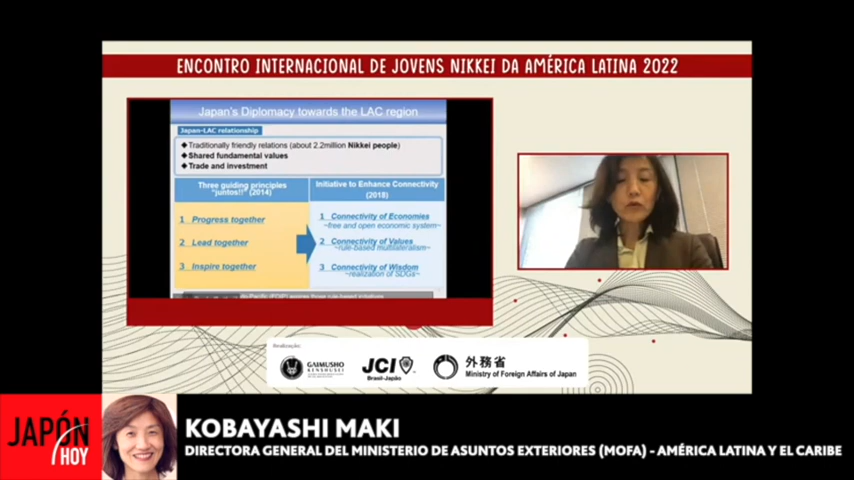 ENCONTRO INTERNACIONAL DE JOVENS NIKKEI DA AMÉRICA LATINA 2022
Japan's Diplomacy towards the LAC region
Japan-LAC relationship
◆Traditionally friendly relations (about 2.2million Nikkei people)
◆Shared fundamental values
◆Trade and investment
Three guiding principles
"juntos!!" (2014)
1 Progress together
2 Lead together
3 Inspire together
Initiative to Enhance Connectivity
(2018)
1 Connectivity of Economies
~free and open economic system~
2 Connectivity of Values
~rule-based multilateralism~
3 Connectivity of Wisdom
~realization of SDGs~
Realização:
GAIMUSHO
KENSHUSEI
JCI
Brasil-Japão
外務省
Ministry of Foreign Affairs of Japan
JAPÓN
HOY
KOBAYASHI MAKI
DIRECTORA GENERAL DEL MINISTERIO DE ASUNTOS EXTERIORES (MOFA) - AMÉRICA LATINA Y EL CARIBE